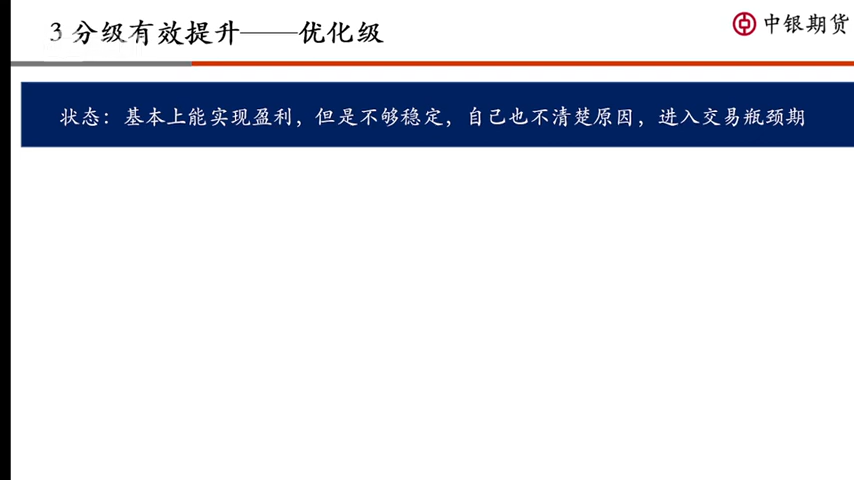 3 分级有效提升——优化级
中银期货
状态：基本上能实现盈利，但是不够稳定，自己也不清楚原因，进入交易瓶颈期